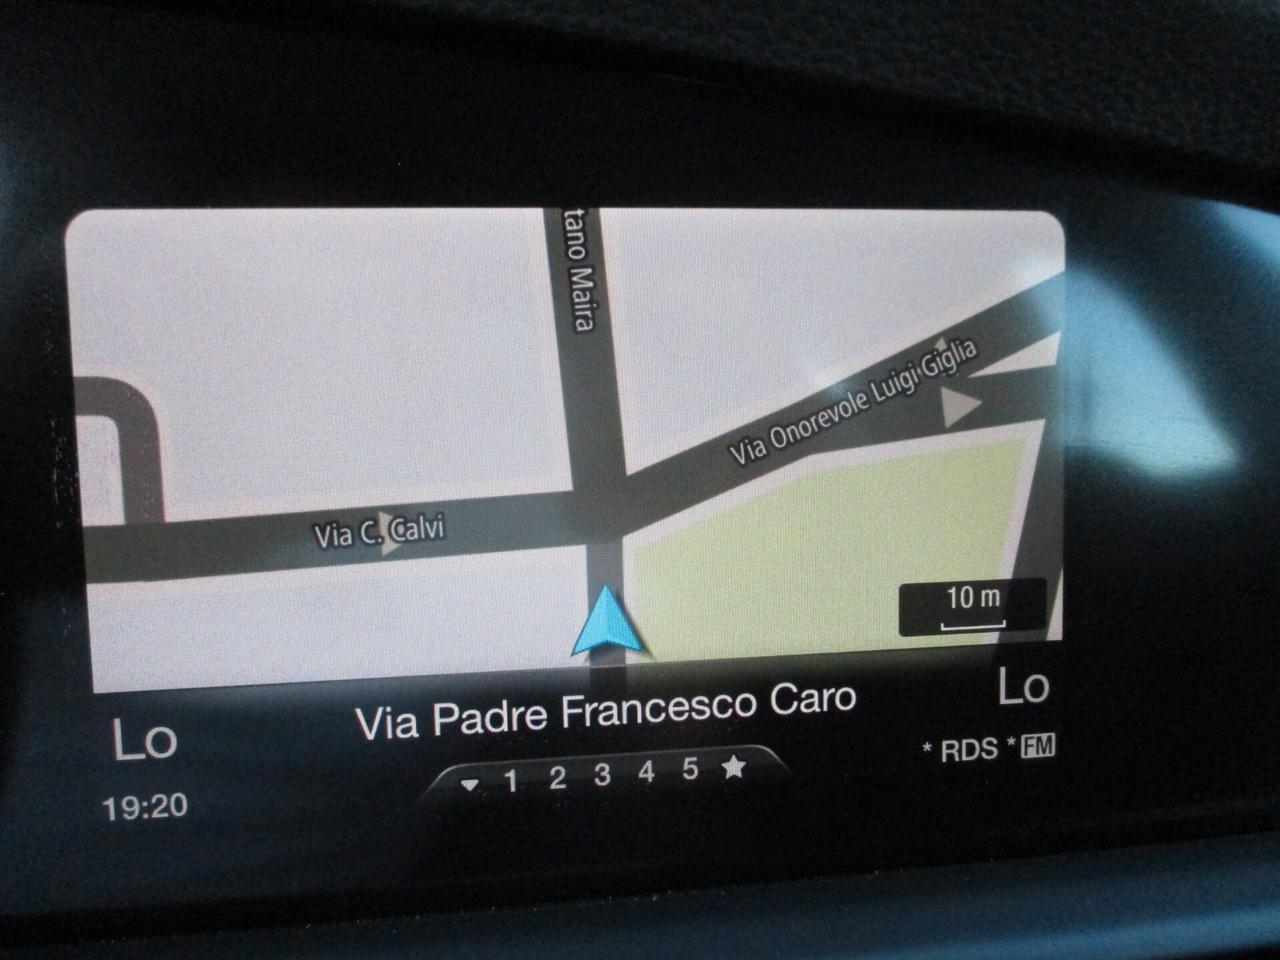 tano Maira
Via Onorevole Luigi Giglia
Via C. Calvi
10 m
Via Padre Francesco Caro
Lo
Lo
* RDS * FM
1 2 3 4 5
19:20